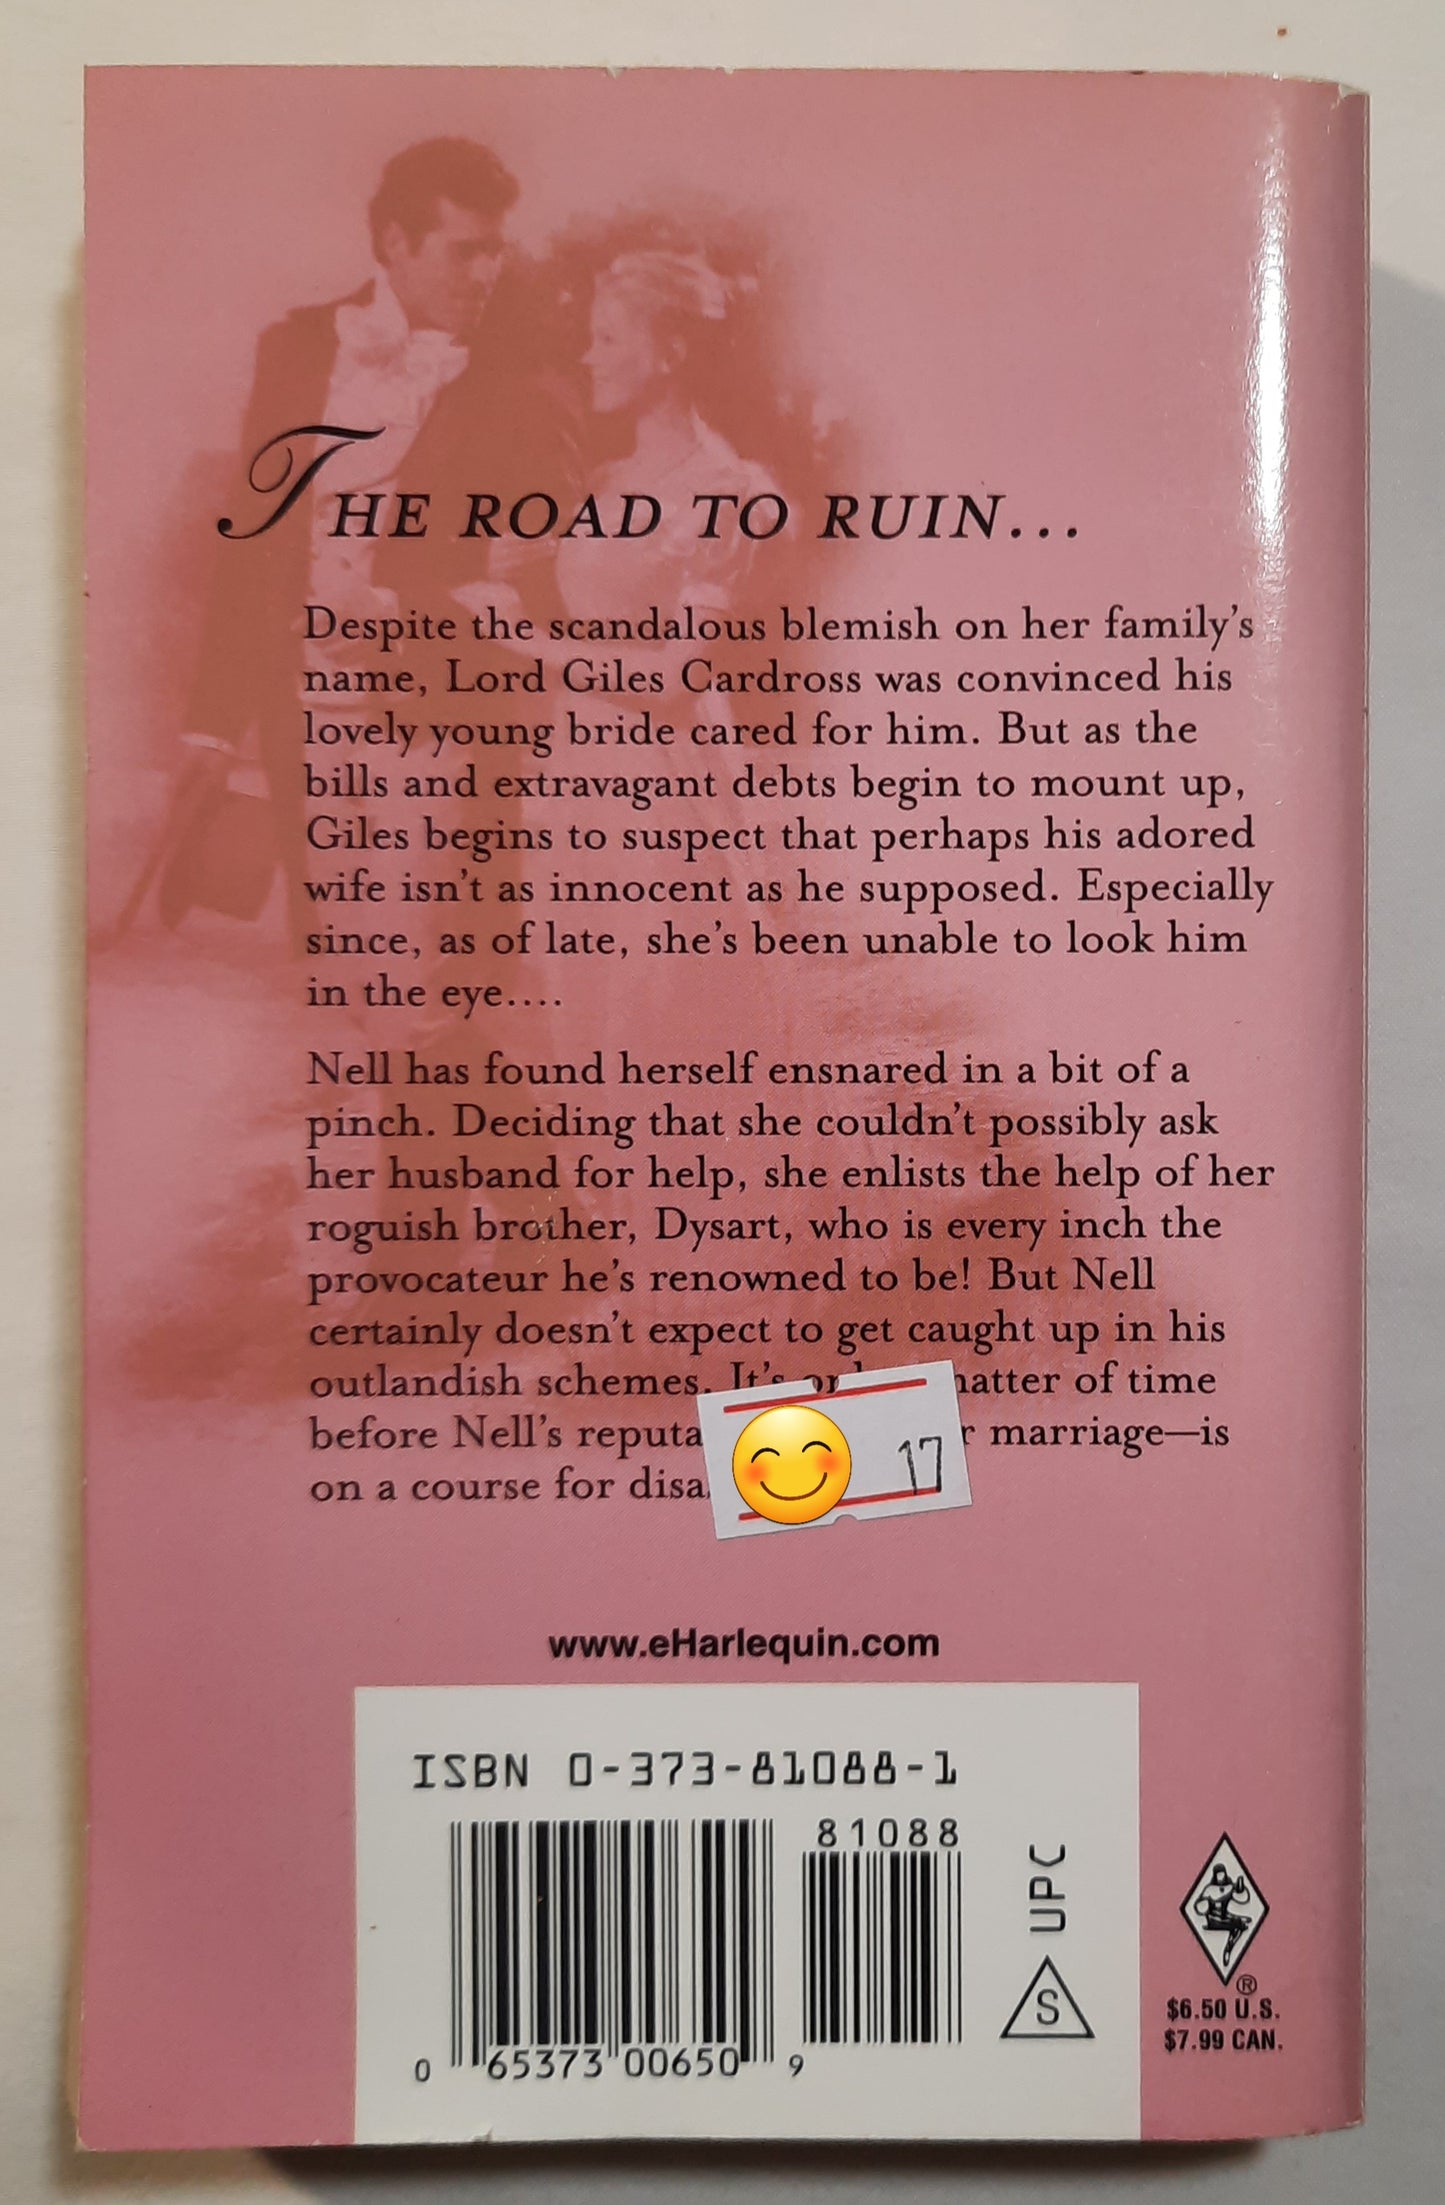 THE ROAD TO RUIN...
Despite the scandalous blemish on her family's
name, Lord Giles Cardross was convinced his
lovely young bride cared for him. But as the
bills and extravagant debts begin to mount up,
Giles begins to suspect that perhaps his adored
wife isn't as innocent as he supposed. Especially
since, as of late, she's been unable to look him
in the eye....
Nell has found herself ensnared in a bit of a
pinch. Deciding that she couldn't possibly ask
her husband for help, she enlists the help of her
roguish brother, Dysart, who is every inch the
provocateur he's renowned to be! But Nell
certainly doesn't expect to get caught up in his
outlandish schemes. It's of time
before Nell's marriage—is
on a course for
17
www.eHarlequin.com
ISBN 0-373-81088-1
81088
UPC
S
0 65373 00650 9
®
$6.50 U.S.
$7.99 CAN.